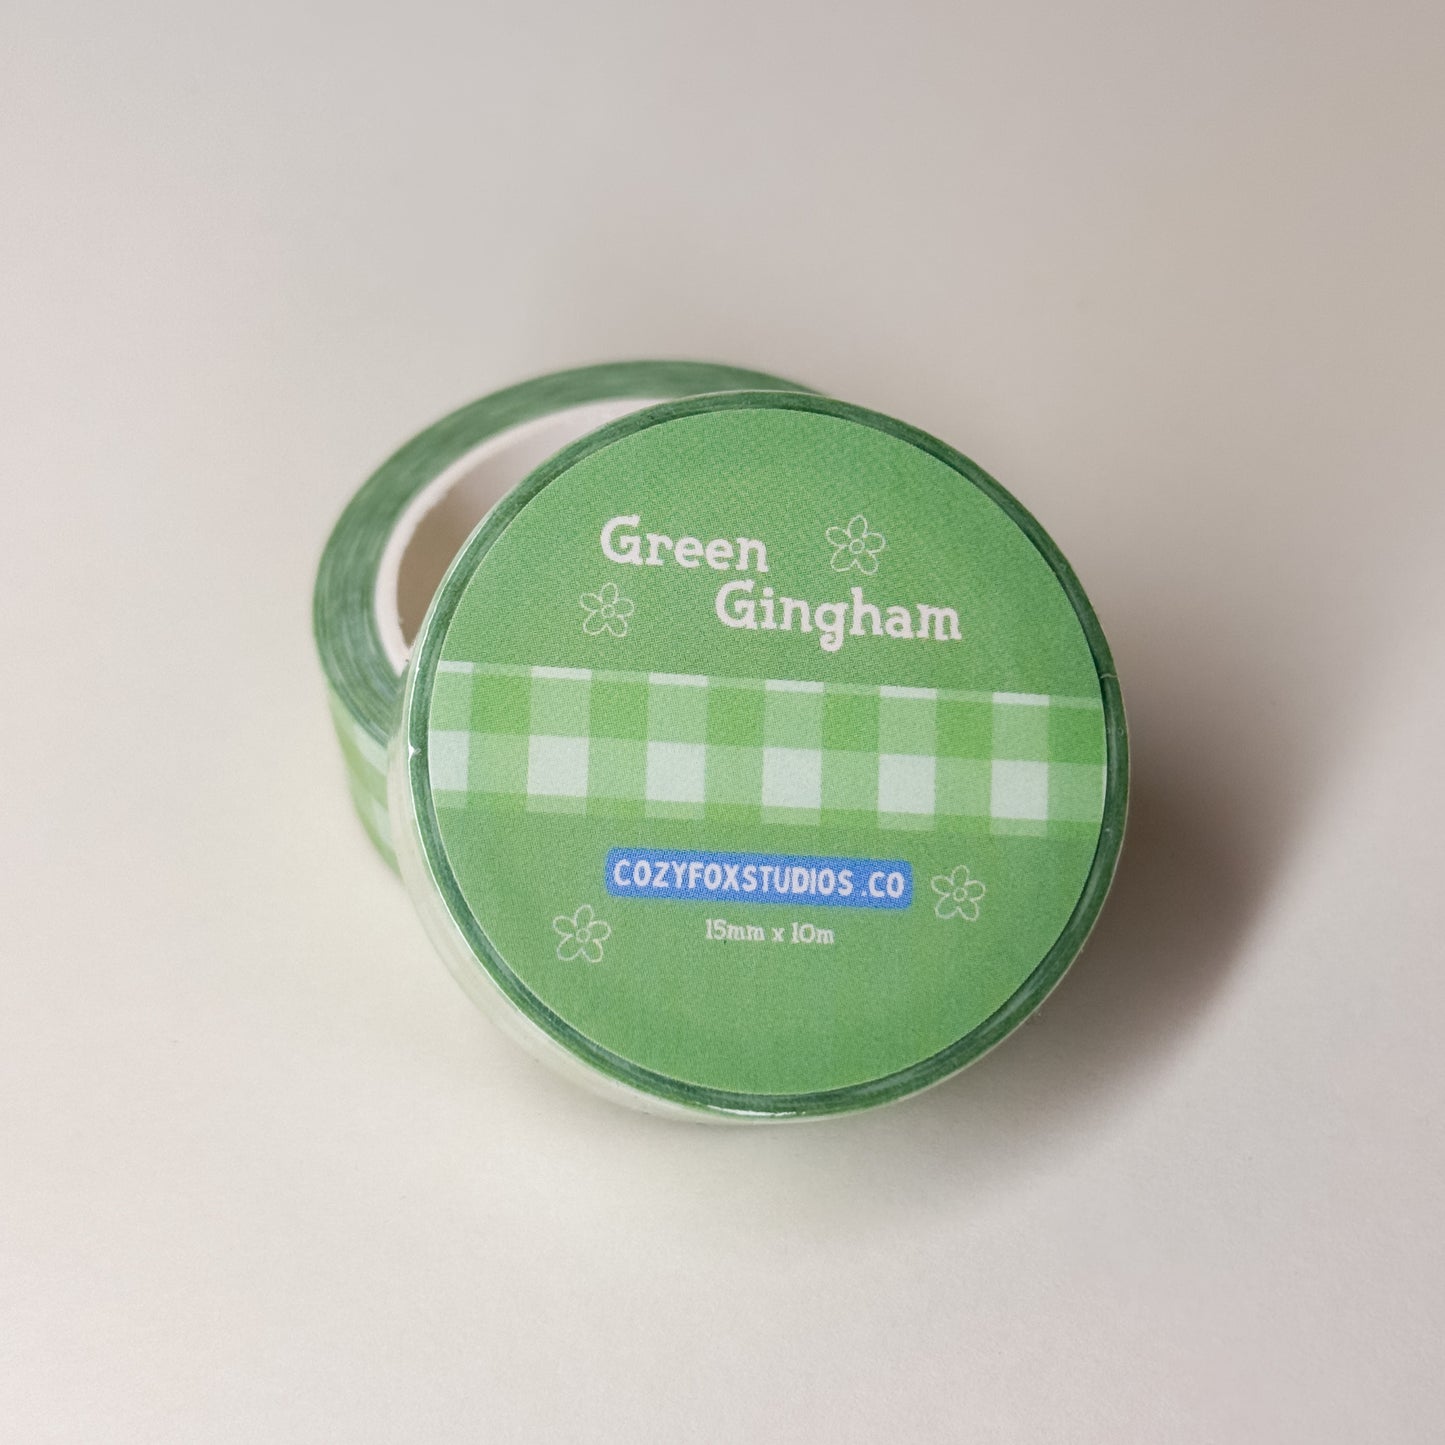 Green
Gingham
COZYFOXSTUDIOS.CO
15mm x 10m